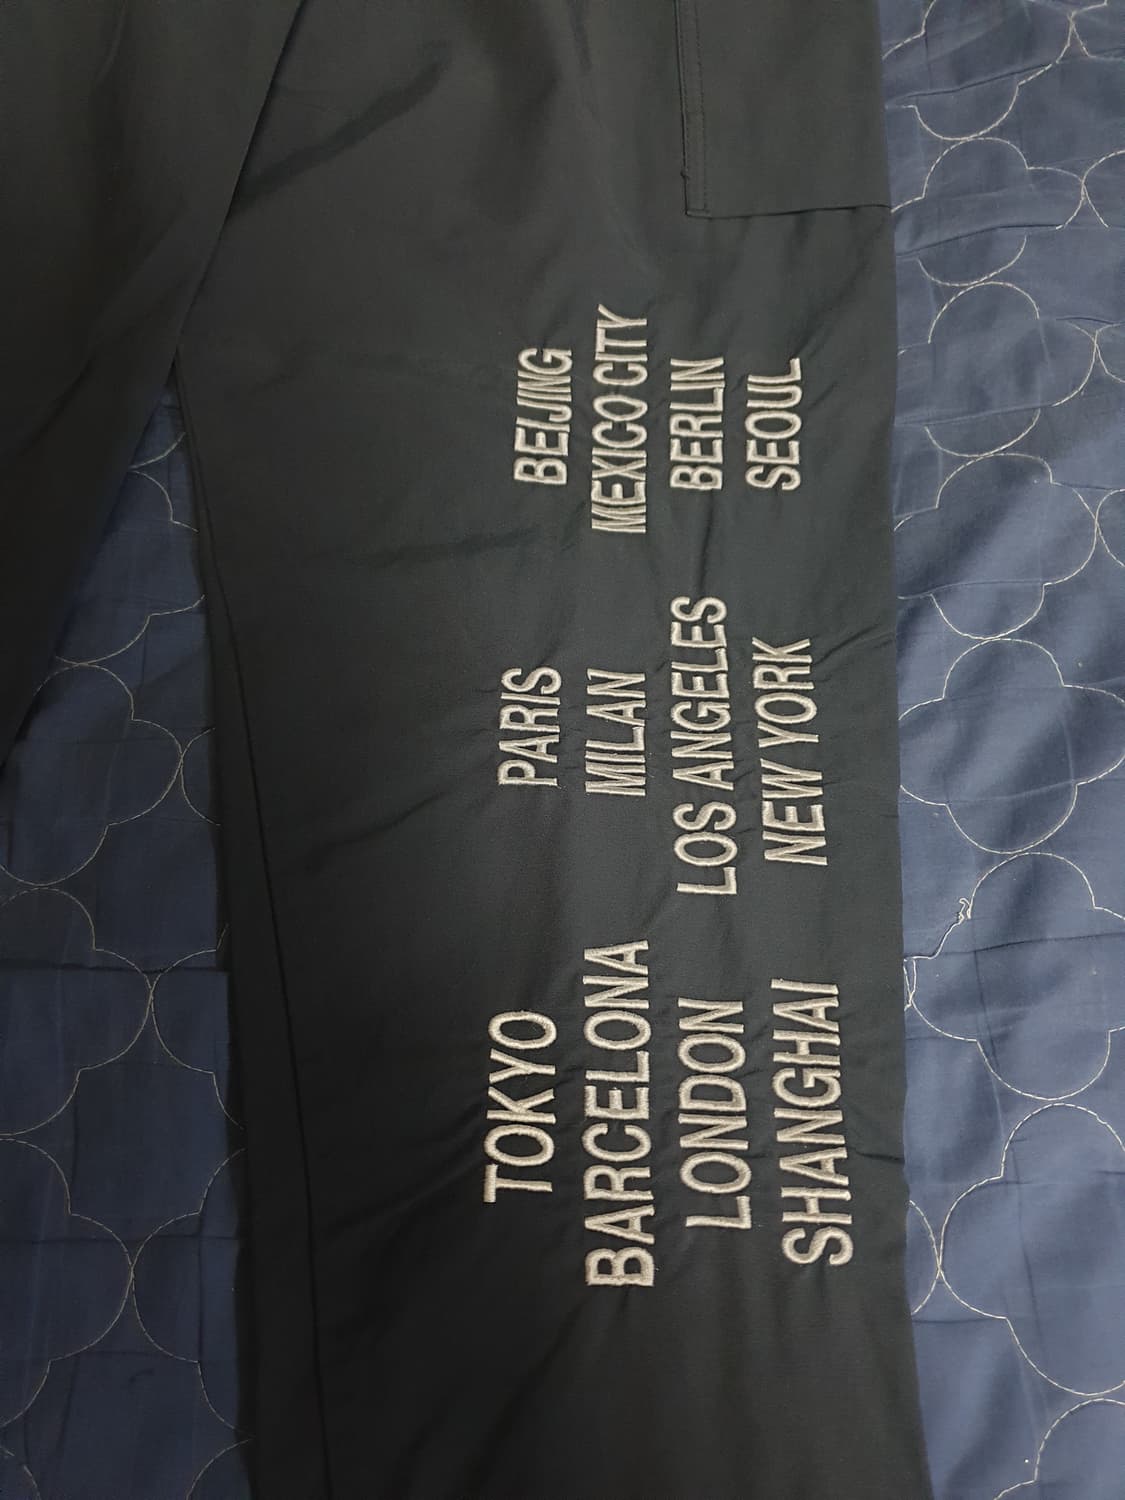 TOKYO PARIS BEIJING
BARCELONA MILAN MEXICO CITY
LONDON LOS ANGELES BERLIN
SHANGHAI NEW YORK SEOUL